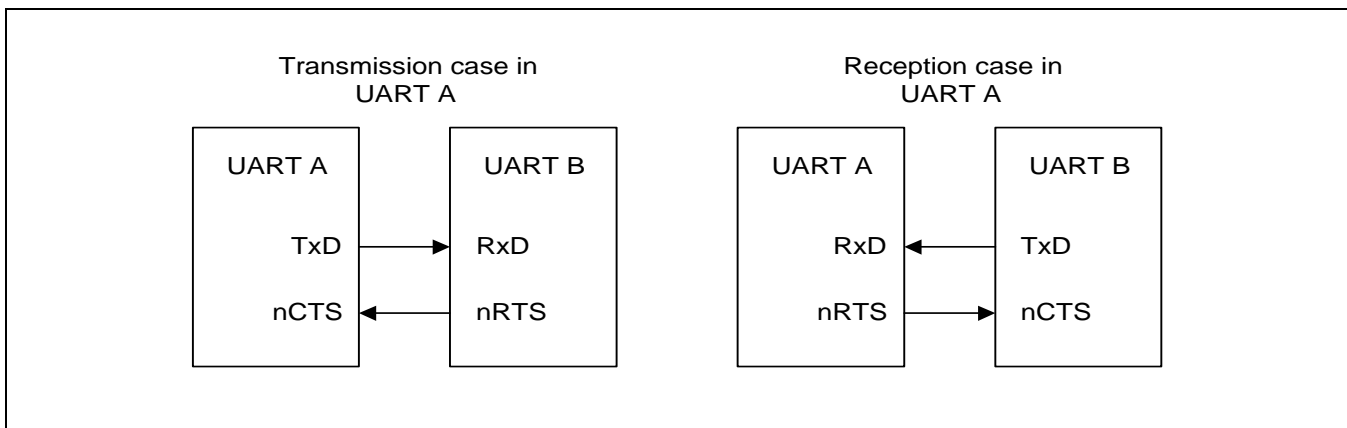 Transmission case in
UART A
UART A
UART B
TxD
RxD
nCTS
nRTS
Reception case in
UART A
UART A
UART B
RxD
TxD
nRTS
nCTS